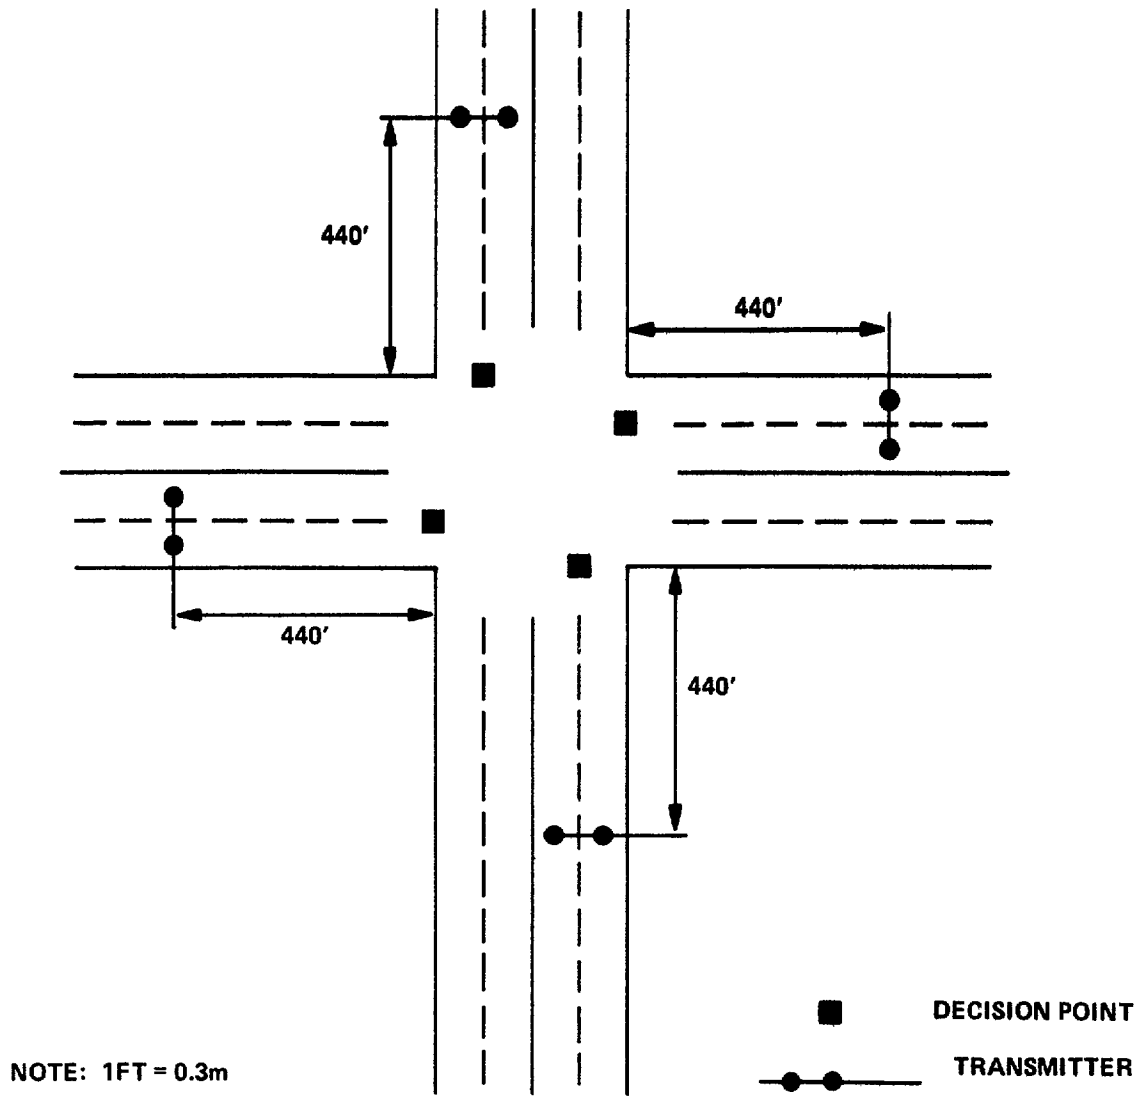 440'
440'
440'
440'
DECISION POINT
TRANSMITTER
NOTE: 1FT = 0.3m